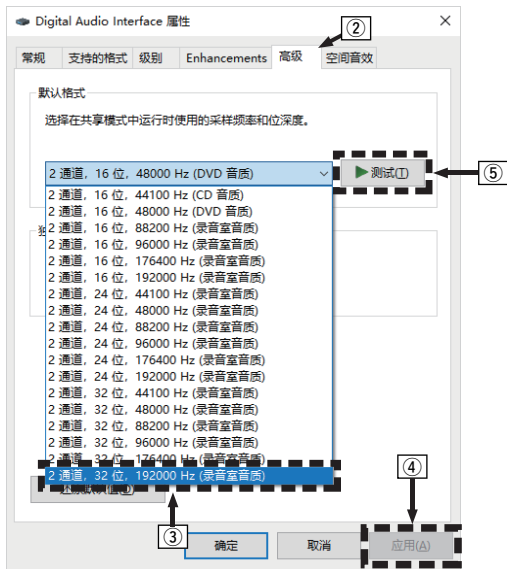 Digital Audio Interface 属性
②
常规 支持的格式 级别 Enhancements 高级 空间音效
默认格式
选择在共享模式中运行时使用的采样频率和位深度。
2 通道，16 位，48000 Hz (DVD 音质)
测试(T)
⑤
2 通道，16 位，44100 Hz (CD 音质)
2 通道，16 位，48000 Hz (DVD 音质)
2 通道，16 位，88200 Hz (录音室音质)
独
2 通道，16 位，96000 Hz (录音室音质)
2 通道，16 位，176400 Hz (录音室音质)
2 通道，16 位，192000 Hz (录音室音质)
2 通道，24 位，44100 Hz (录音室音质)
2 通道，24 位，48000 Hz (录音室音质)
2 通道，24 位，88200 Hz (录音室音质)
2 通道，24 位，96000 Hz (录音室音质)
2 通道，24 位，176400 Hz (录音室音质)
2 通道，24 位，192000 Hz (录音室音质)
2 通道，32 位，44100 Hz (录音室音质)
2 通道，32 位，48000 Hz (录音室音质)
2 通道，32 位，88200 Hz (录音室音质)
2 通道，32 位，96000 Hz (录音室音质)
2 通道，32 位，176400 Hz (录音室音质)
2 通道，32 位，192000 Hz (录音室音质)
④
还原默认值(D)
③
确定 取消 应用(A)